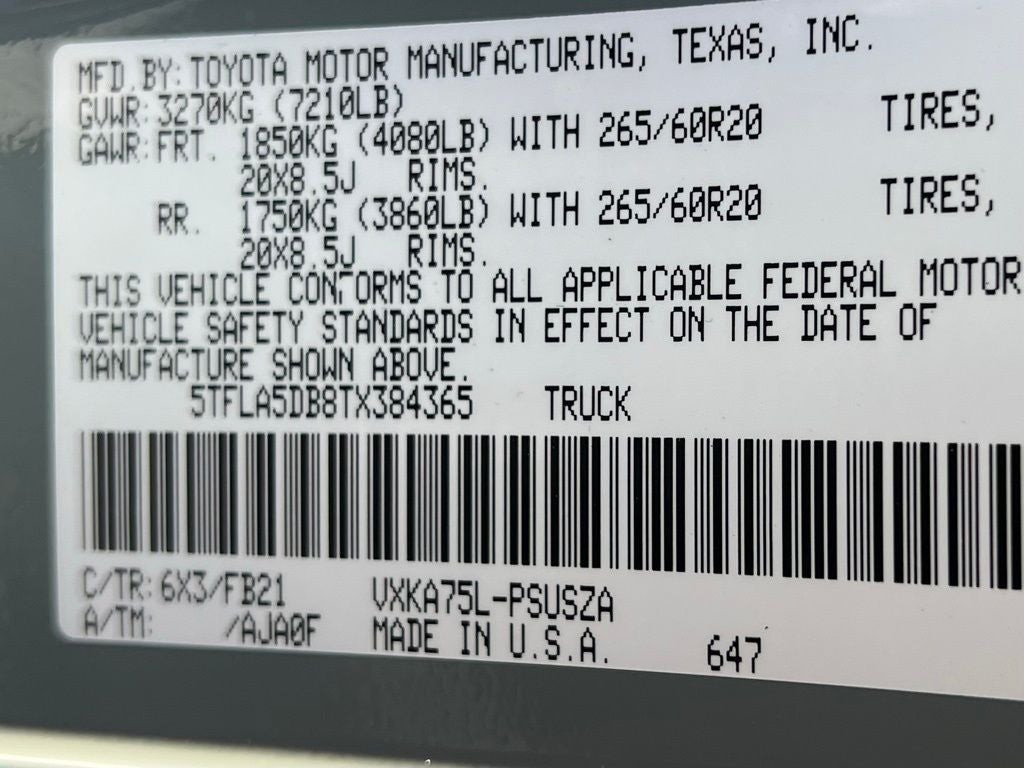 MFD.BY: TOYOTA MOTOR MANUFACTURING, TEXAS, INC.
GVWR: 3270KG (7210LB)
GAWR: FRT. 1850KG (4080LB) WITH 265/60R20 TIRES,
20X8.5J RIMS.
RR. 1750KG (3860LB) WITH 265/60R20 TIRES,
20X8.5J RIMS.
THIS VEHICLE CONFORMS TO ALL APPLICABLE FEDERAL MOTOR
VEHICLE SAFETY STANDARDS IN EFFECT ON THE DATE OF
MANUFACTURE SHOWN ABOVE.
5TFLA5DB8TX384365 TRUCK
C/TR: 6X3/FB21 VXKA75L-PSUSZA
A/TM: /AJA0F MADE IN U.S.A. 647